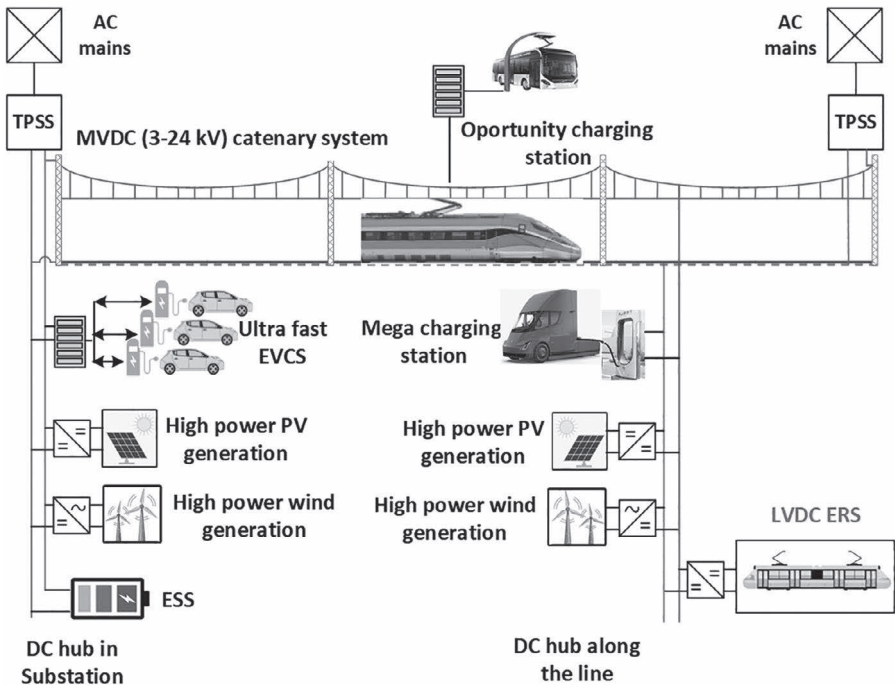 AC
mains
AC
mains
TPSS
TPSS
MVDC (3-24 kV) catenary system
Oportunity charging
station
Ultra fast
EVCS
Mega charging
station
High power PV
generation
High power PV
generation
High power wind
generation
High power wind
generation
LVDC ERS
ESS
DC hub in
Substation
DC hub along
the line